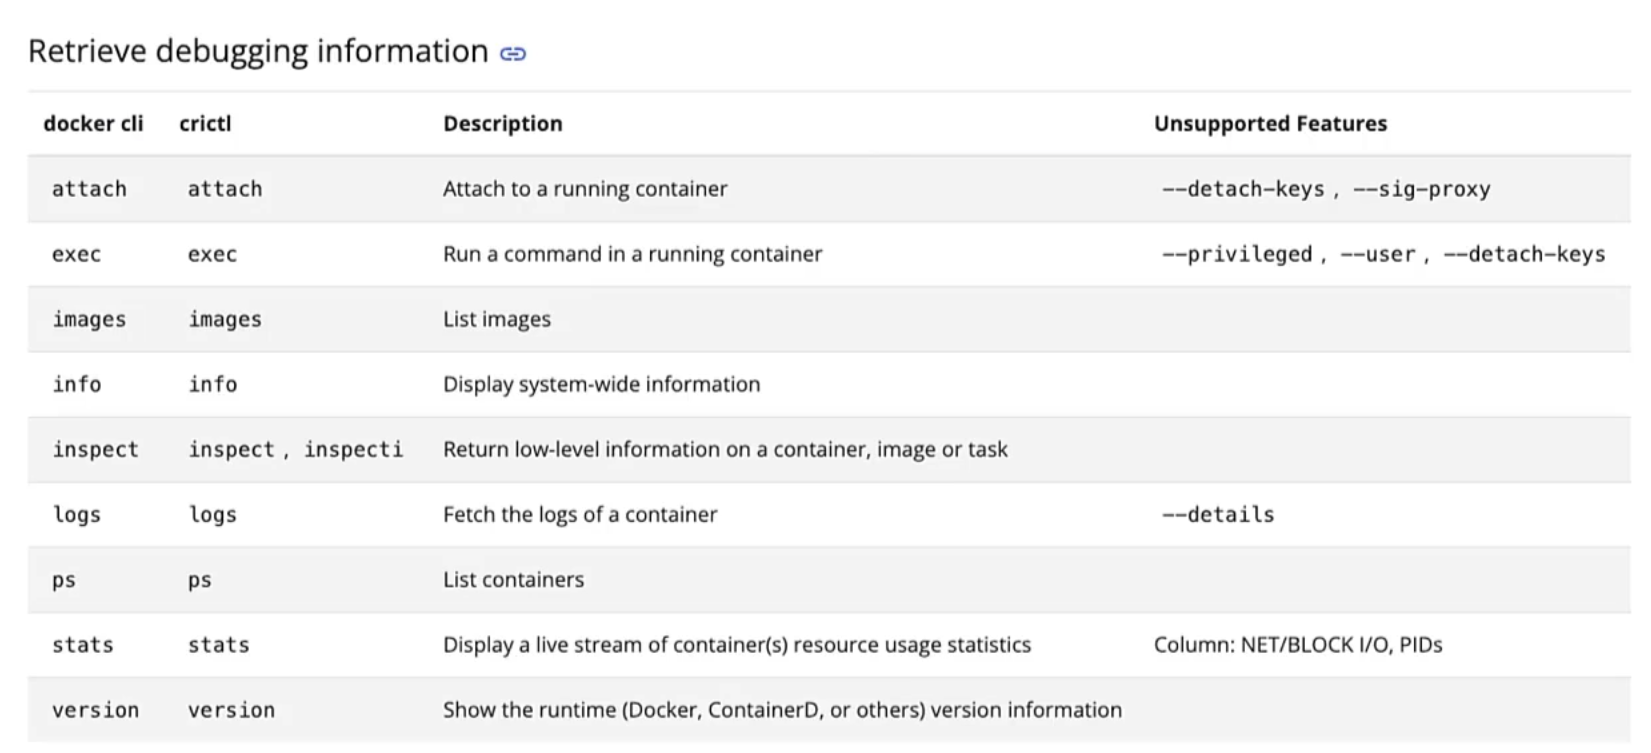 Retrieve debugging information
docker cli crictl Description Unsupported Features
attach attach Attach to a running container --detach-keys , --sig-proxy
exec exec Run a command in a running container --privileged , --user , --detach-keys
images images List images
info info Display system-wide information
inspect inspect , inspecti Return low-level information on a container, image or task
logs logs Fetch the logs of a container --details
ps ps List containers
stats stats Display a live stream of container(s) resource usage statistics Column: NET/BLOCK I/O, PIDs
version version Show the runtime (Docker, ContainerD, or others) version information